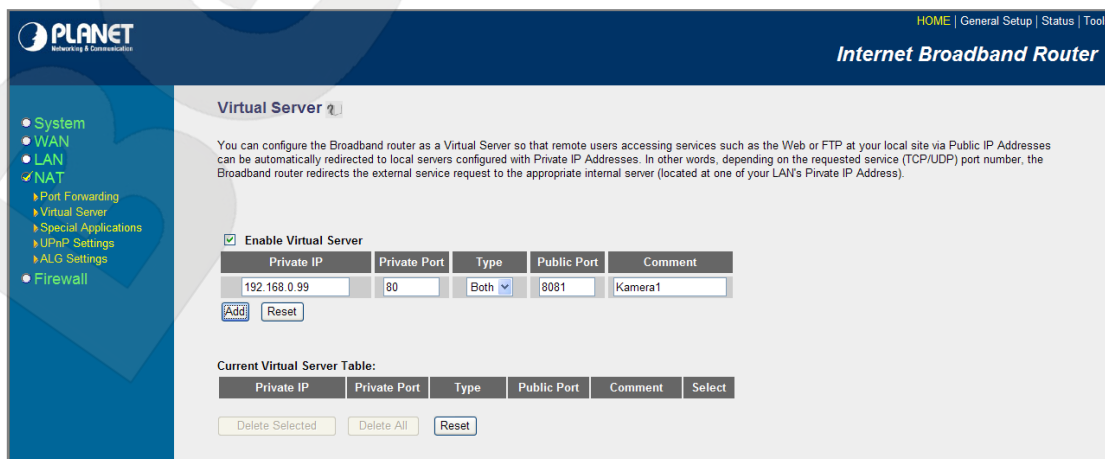 PLANET
Networking & Communication
HOME | General Setup | Status | Tool
Internet Broadband Router
System
WAN
LAN
NAT
Port Forwarding
Virtual Server
Special Applications
UPnP Settings
ALG Settings
Firewall
Virtual Server
You can configure the Broadband router as a Virtual Server so that remote users accessing services such as the Web or FTP at your local site via Public IP Addresses
can be automatically redirected to local servers configured with Private IP Addresses. In other words, depending on the requested service (TCP/UDP) port number, the
Broadband router redirects the external service request to the appropriate internal server (located at one of your LAN's Private IP Address).
Enable Virtual Server
Private IP Private Port Type Public Port Comment
192.168.0.99 80 Both 8081 Kamera1
Add Reset
Current Virtual Server Table:
Private IP Private Port Type Public Port Comment Select
Delete Selected Delete All Reset